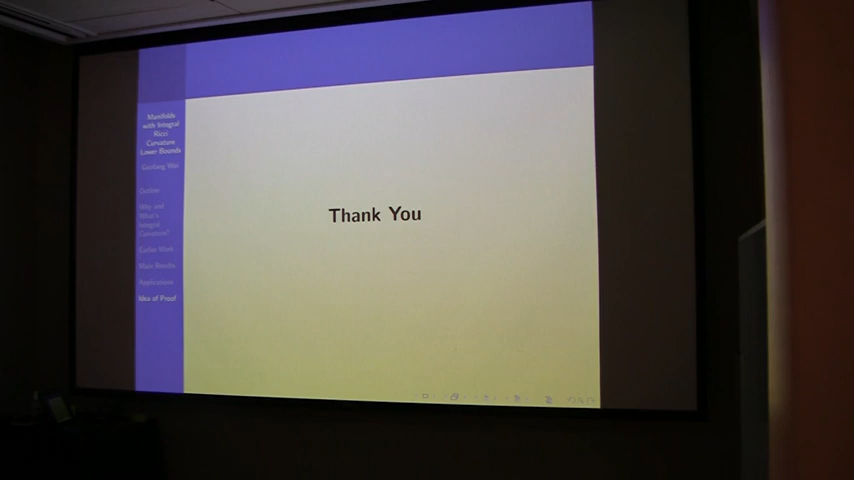 Manifolds
with Integral
Ricci
Curvature
Lower Bounds
Guofang Wei
Outline
Why and
What's
Integral
Curvature?
Earlier Work
Main Results
Applications
Idea of Proof
Thank You